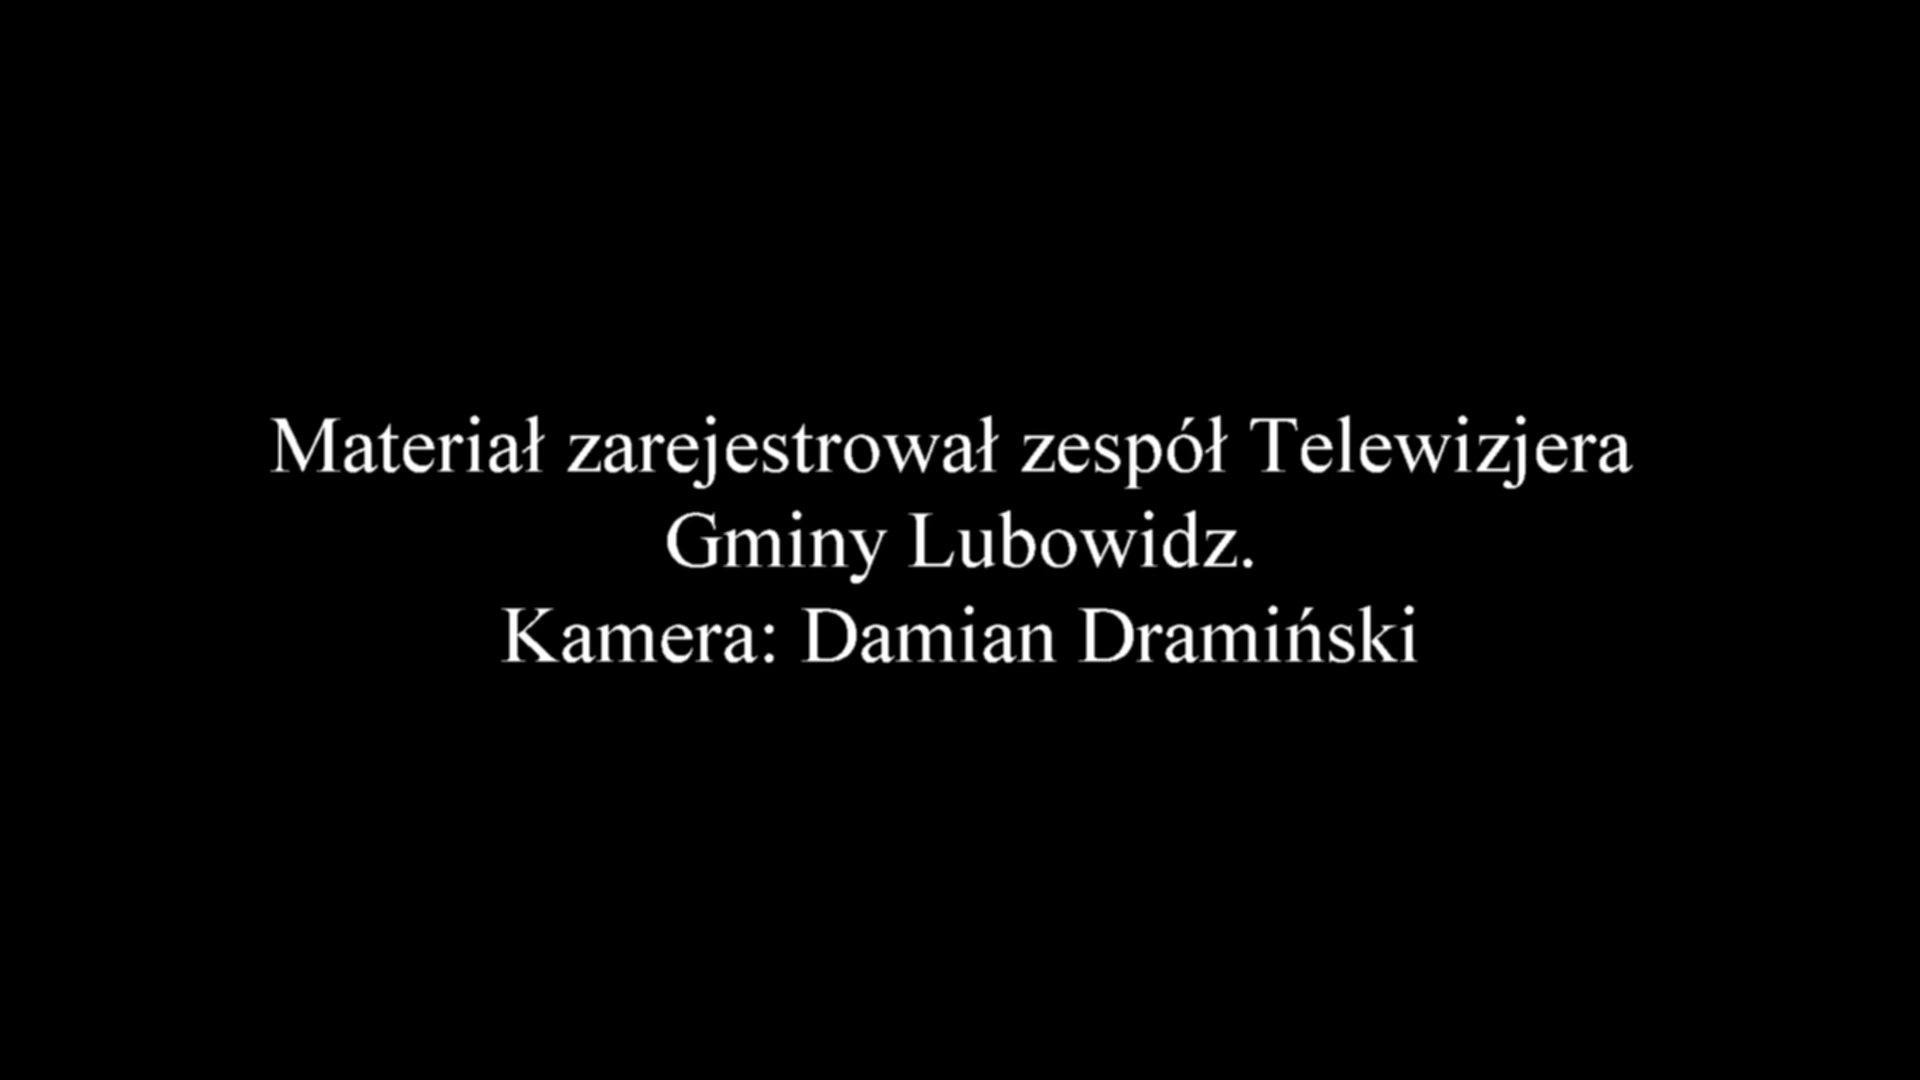 Materiał zarejestrował zespół Telewizjera
Gminy Lubowidz.
Kamera: Damian Dramiński